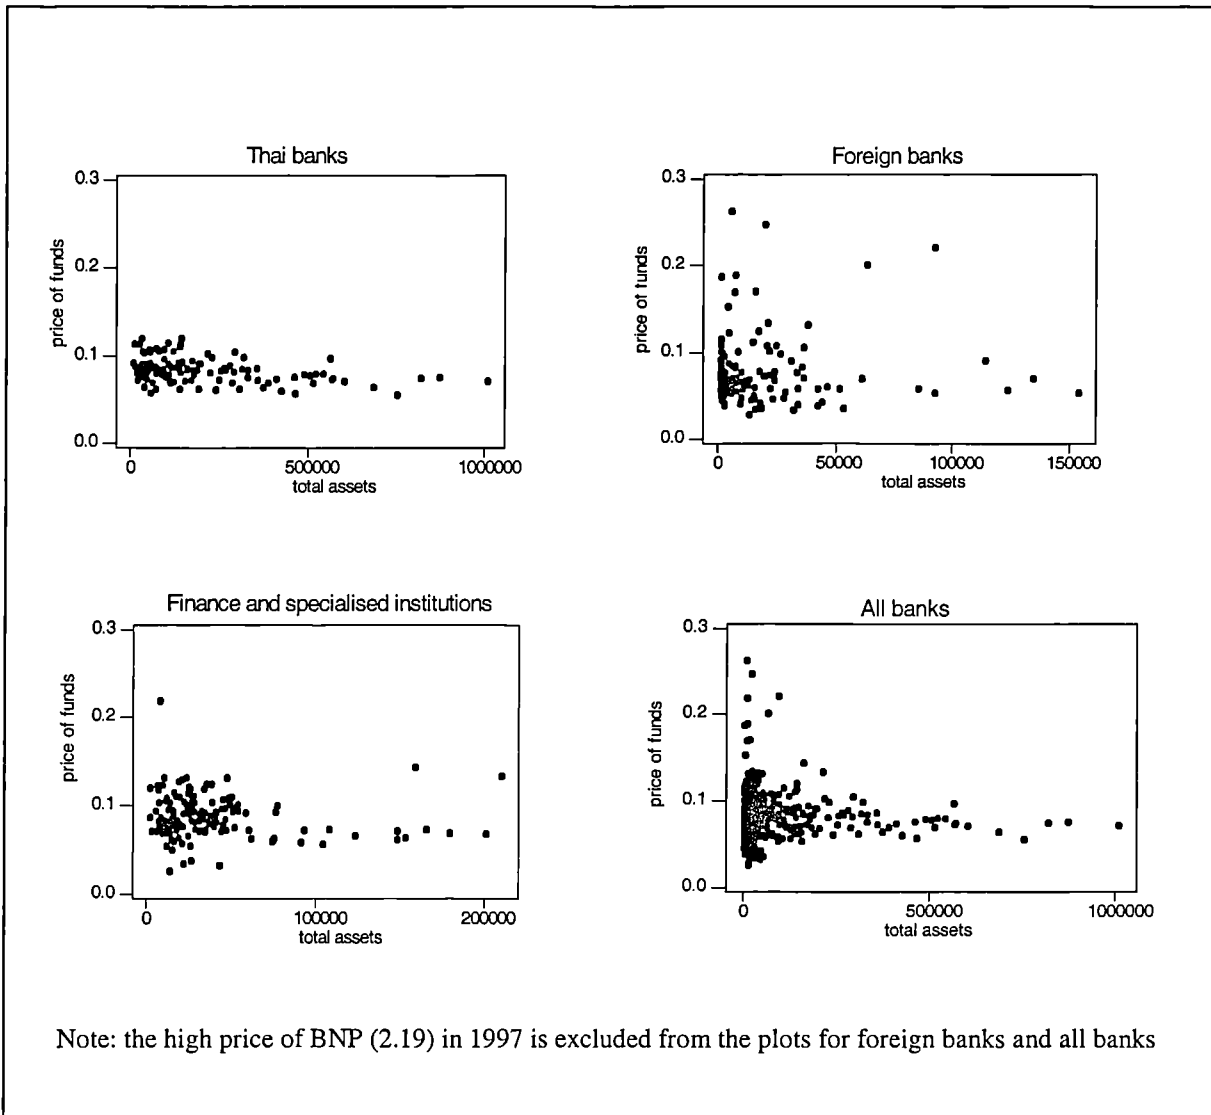 Thai banks
0.3
0.2
0.1
0.0
price of funds
0
500000
1000000
total assets
Foreign banks
0.3
0.2
0.1
0.0
price of funds
0
50000
100000
150000
total assets
Finance and specialised institutions
0.3
0.2
0.1
0.0
price of funds
0
100000
200000
total assets
All banks
0.3
0.2
0.1
0.0
price of funds
0
500000
1000000
total assets
Note: the high price of BNP (2.19) in 1997 is excluded from the plots for foreign banks and all banks